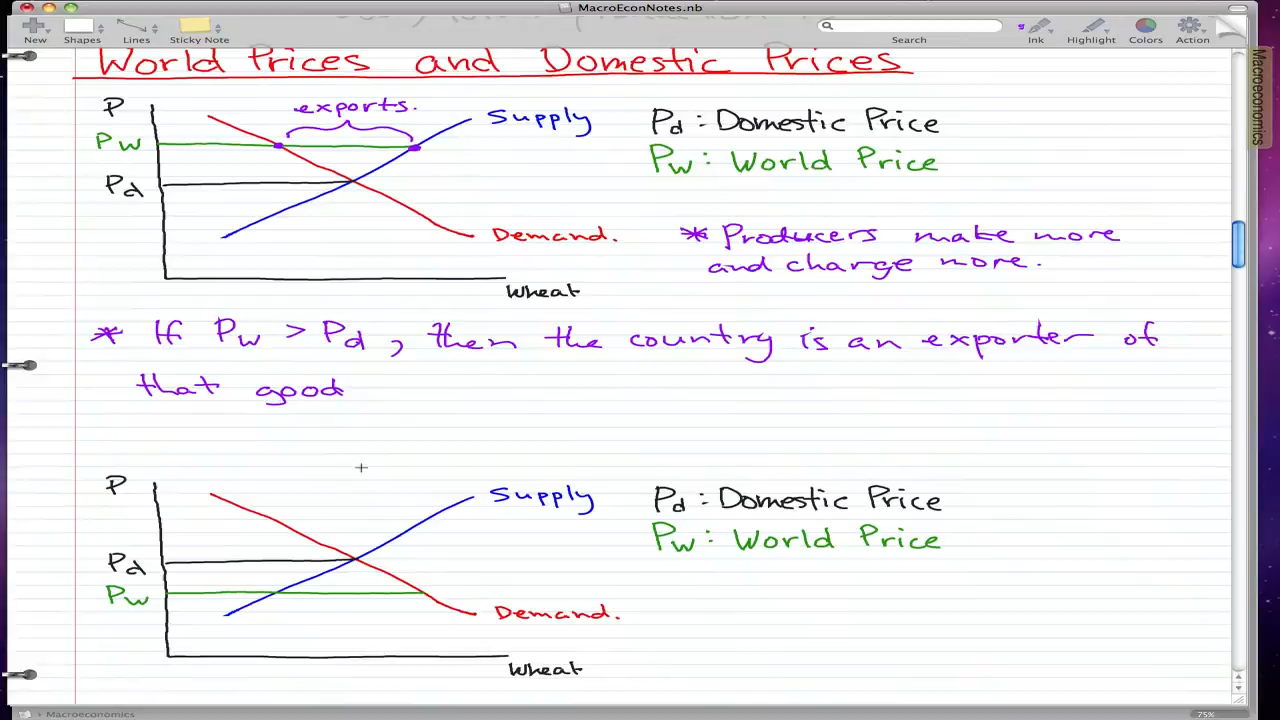 MacroEconNotes.nb
New Shapes Lines Sticky Note Search Ink Highlight Colors Action
World Prices and Domestic Prices
Macroeconomics
P exports. Supply
Pw
Pd
Demand.
Wheat
Pd : Domestic Price
Pw : World Price
* Producers make more
and charge more.
* If Pw > Pd, then the country is an exporter of
that good
P Supply
Pd
Pw
Demand.
Wheat
Pd : Domestic Price
Pw : World Price
Macroeconomics 75%